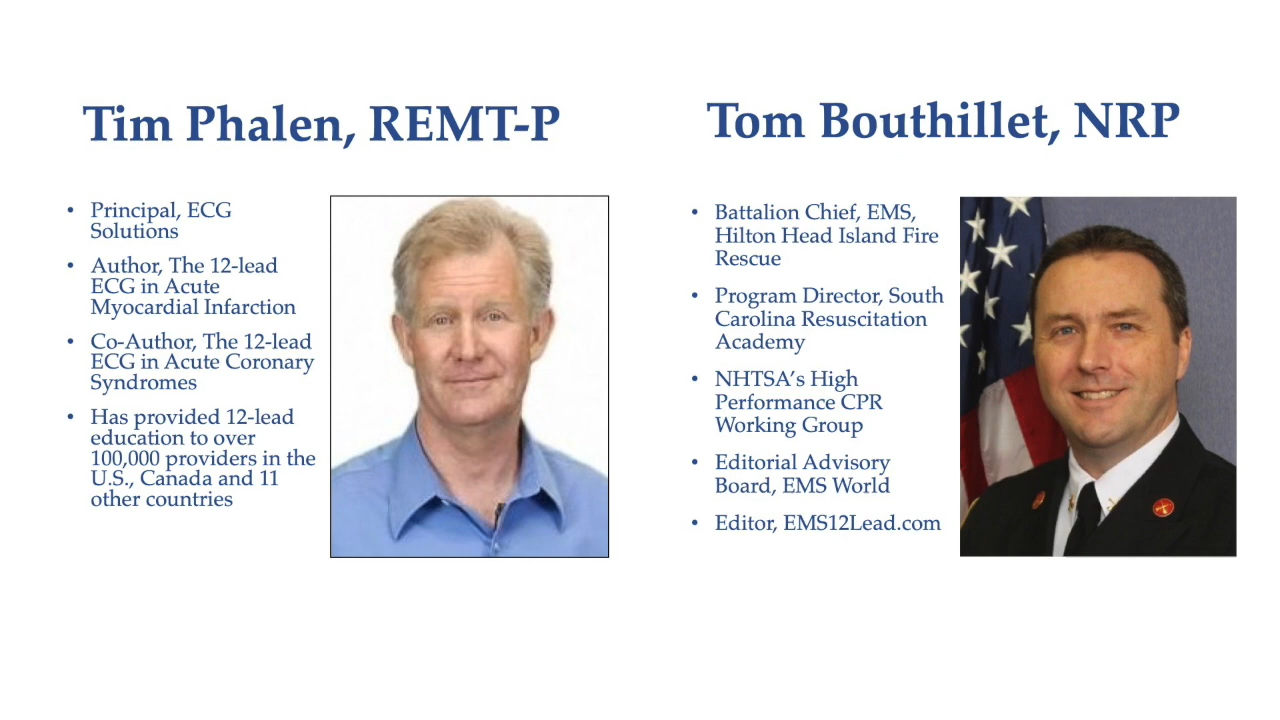 Tim Phalen, REMT-P
• Principal, ECG
Solutions
• Author, The 12-lead
ECG in Acute
Myocardial Infarction
• Co-Author, The 12-lead
ECG in Acute Coronary
Syndromes
• Has provided 12-lead
education to over
100,000 providers in the
U.S., Canada and 11
other countries
Tom Bouthillet, NRP
• Battalion Chief, EMS,
Hilton Head Island Fire
Rescue
• Program Director, South
Carolina Resuscitation
Academy
• NHTSA’s High
Performance CPR
Working Group
• Editorial Advisory
Board, EMS World
• Editor, EMS12Lead.com